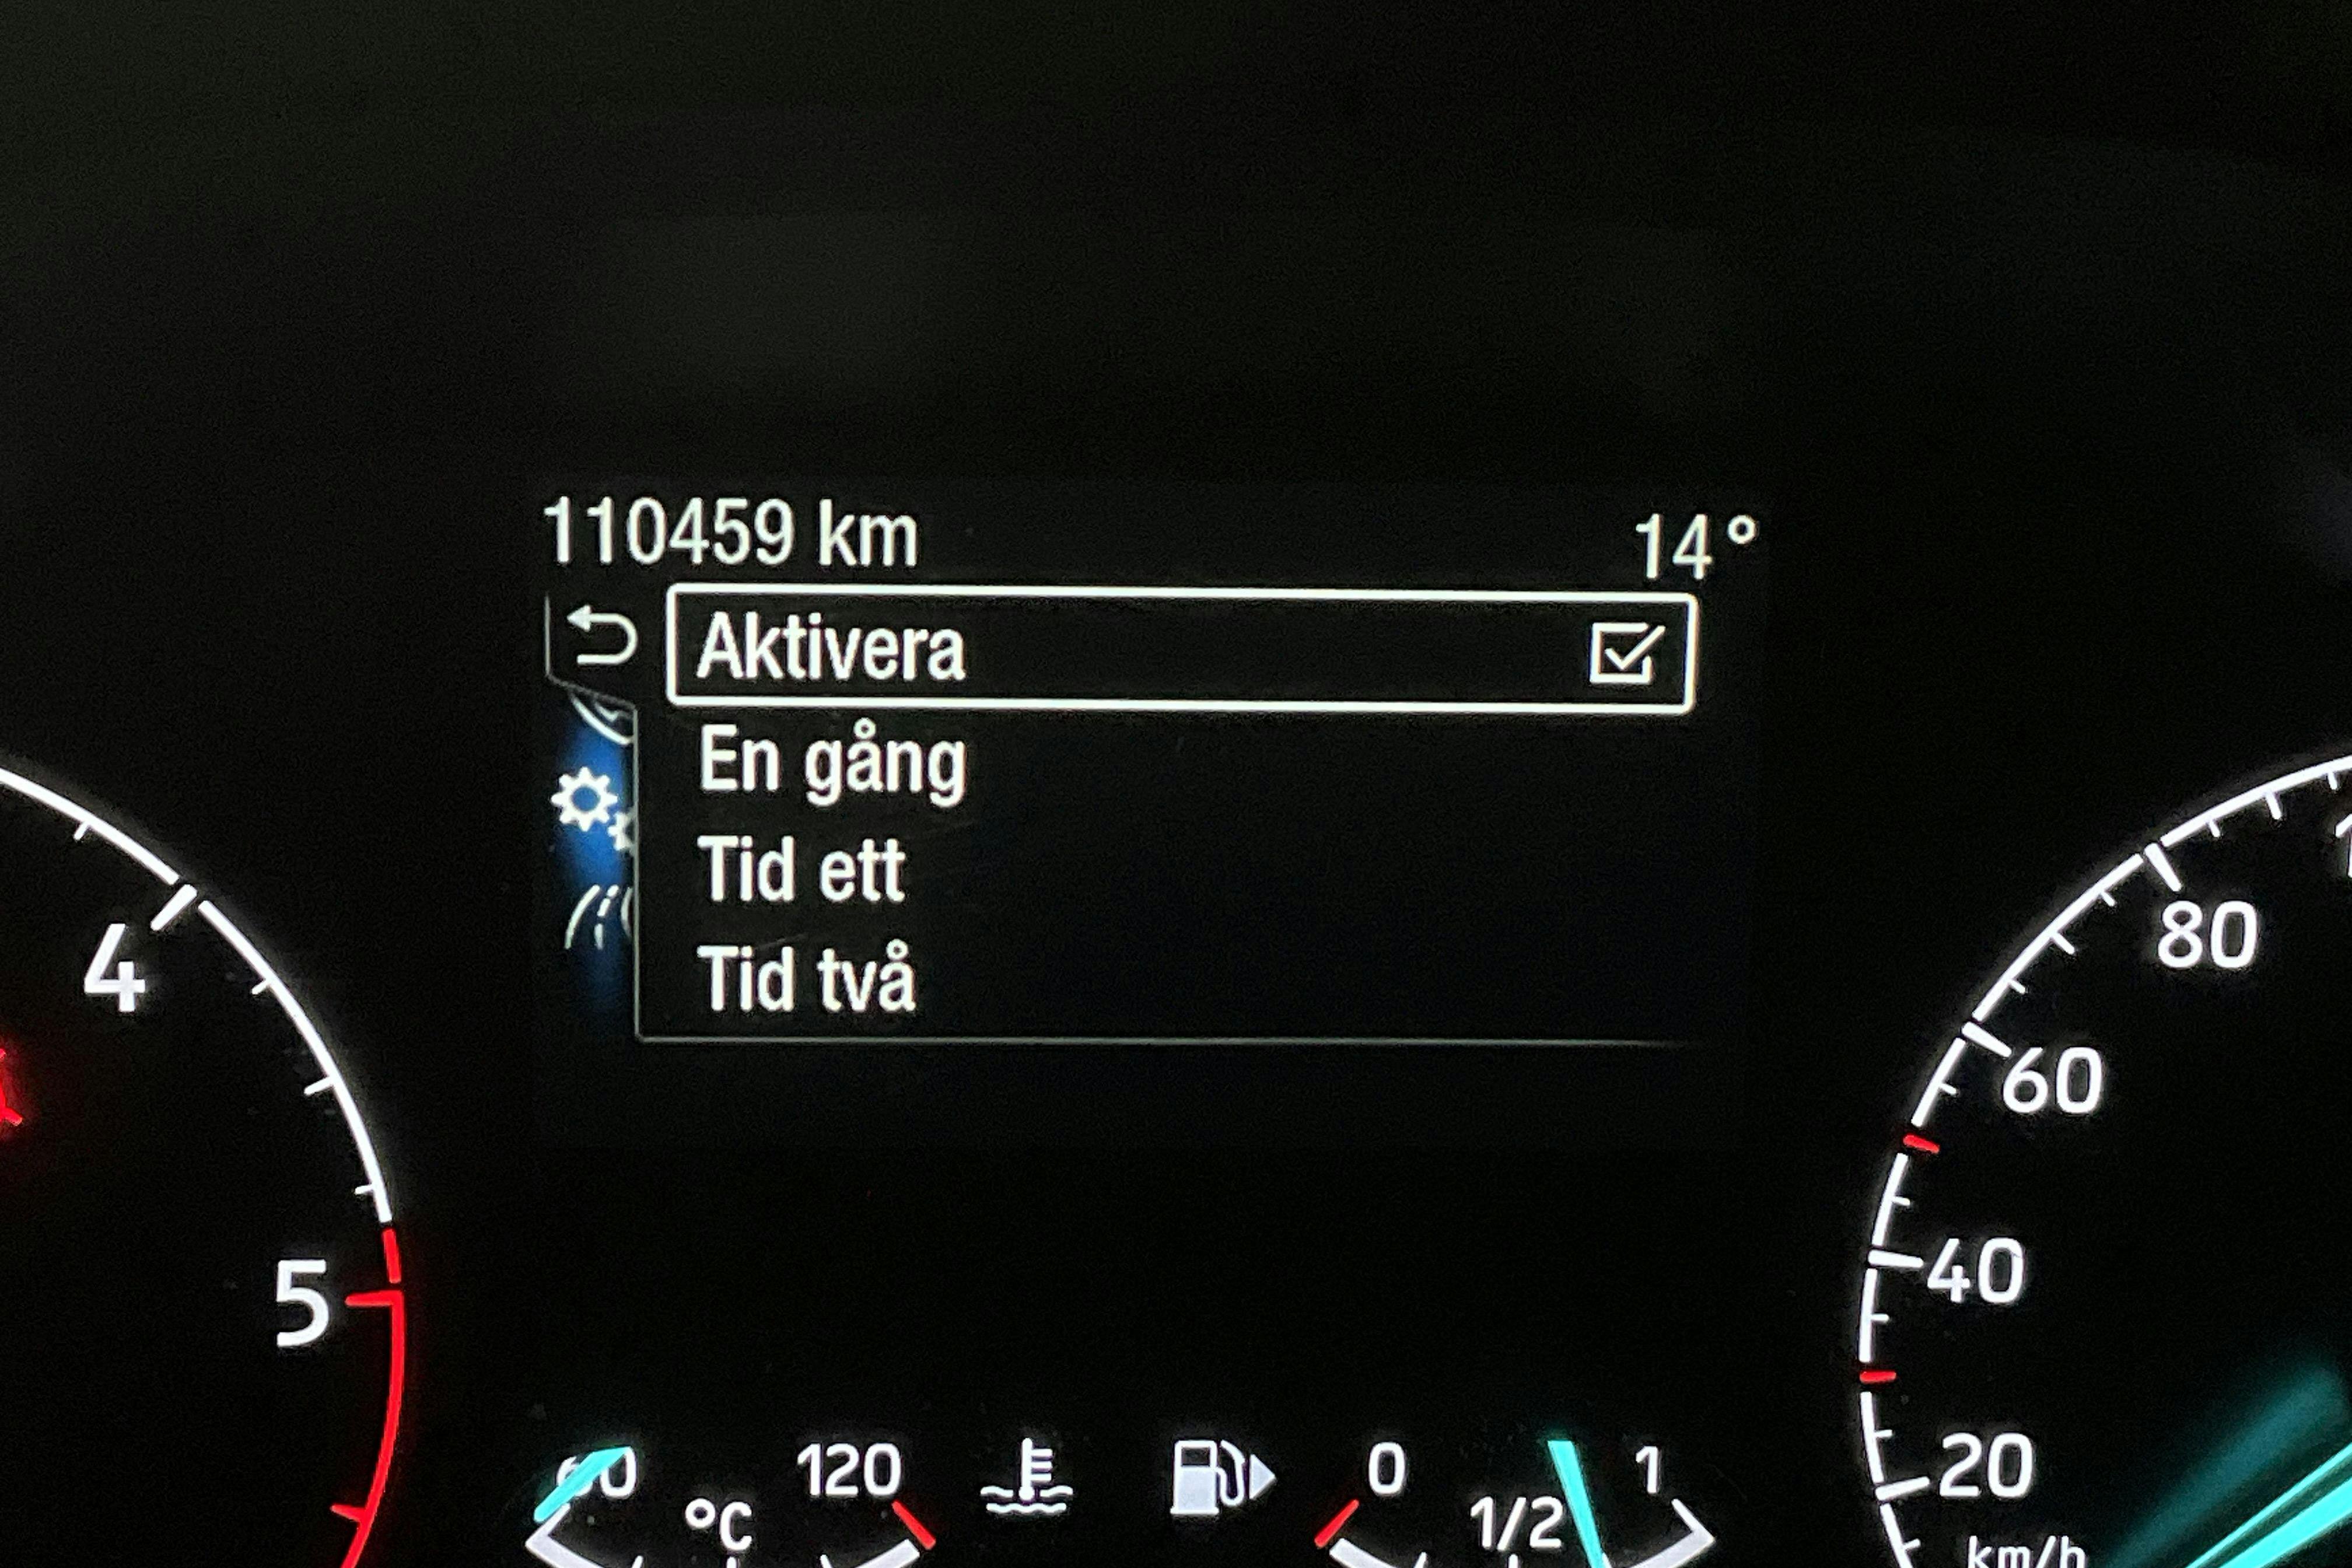 110459 km 14°
Aktivera
En gång
Tid ett
Tid två
4
5
80
60
40
20
km/h
120
°C
0
1/2
1